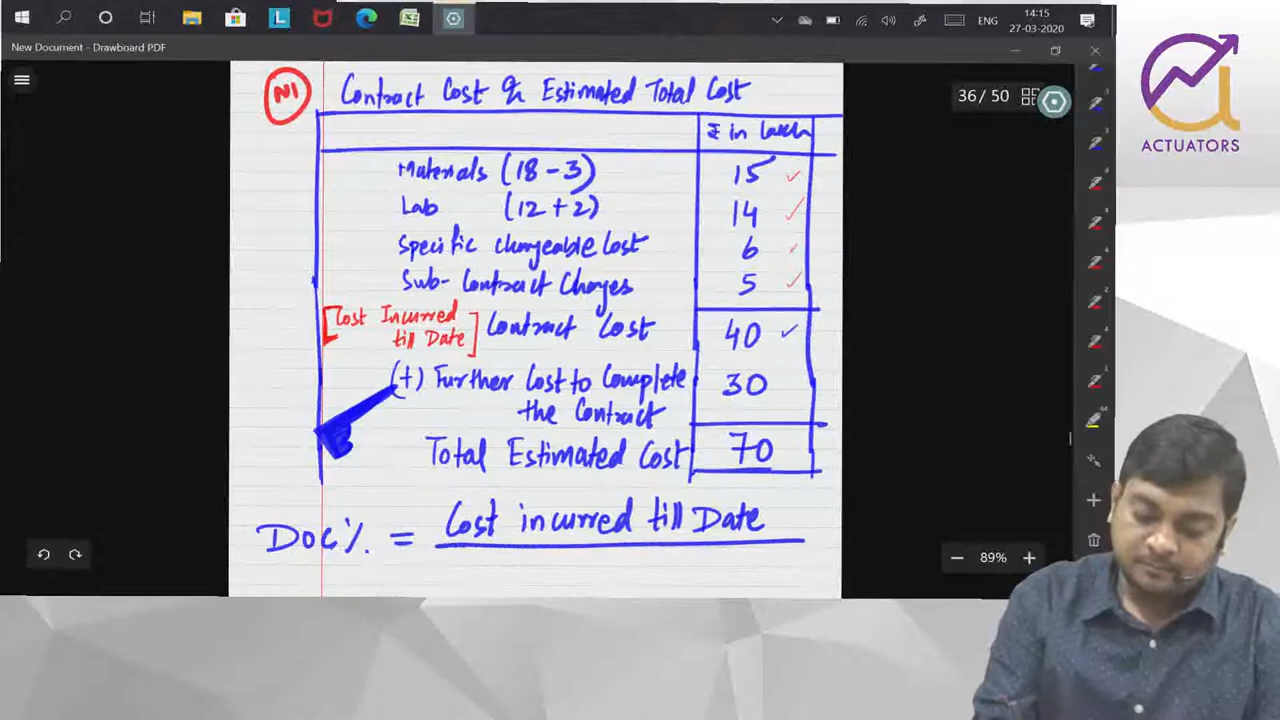 14:15
ENG
27-03-2020
New Document - Drawboard PDF
36 / 50
ACTUATORS
N1 Contract Cost & Estimated Total Cost
₹ in Lakh
Materials (18 - 3) 15
Lab (12 + 2) 14
Specific Chargeable Cost 6
Sub- Contract Charges 5
[Cost Incurred till Date] Contract Cost 40
(+) Further Cost to Complete 30
the Contract
Total Estimated Cost 70
DOC% = Cost incurred till Date
89%